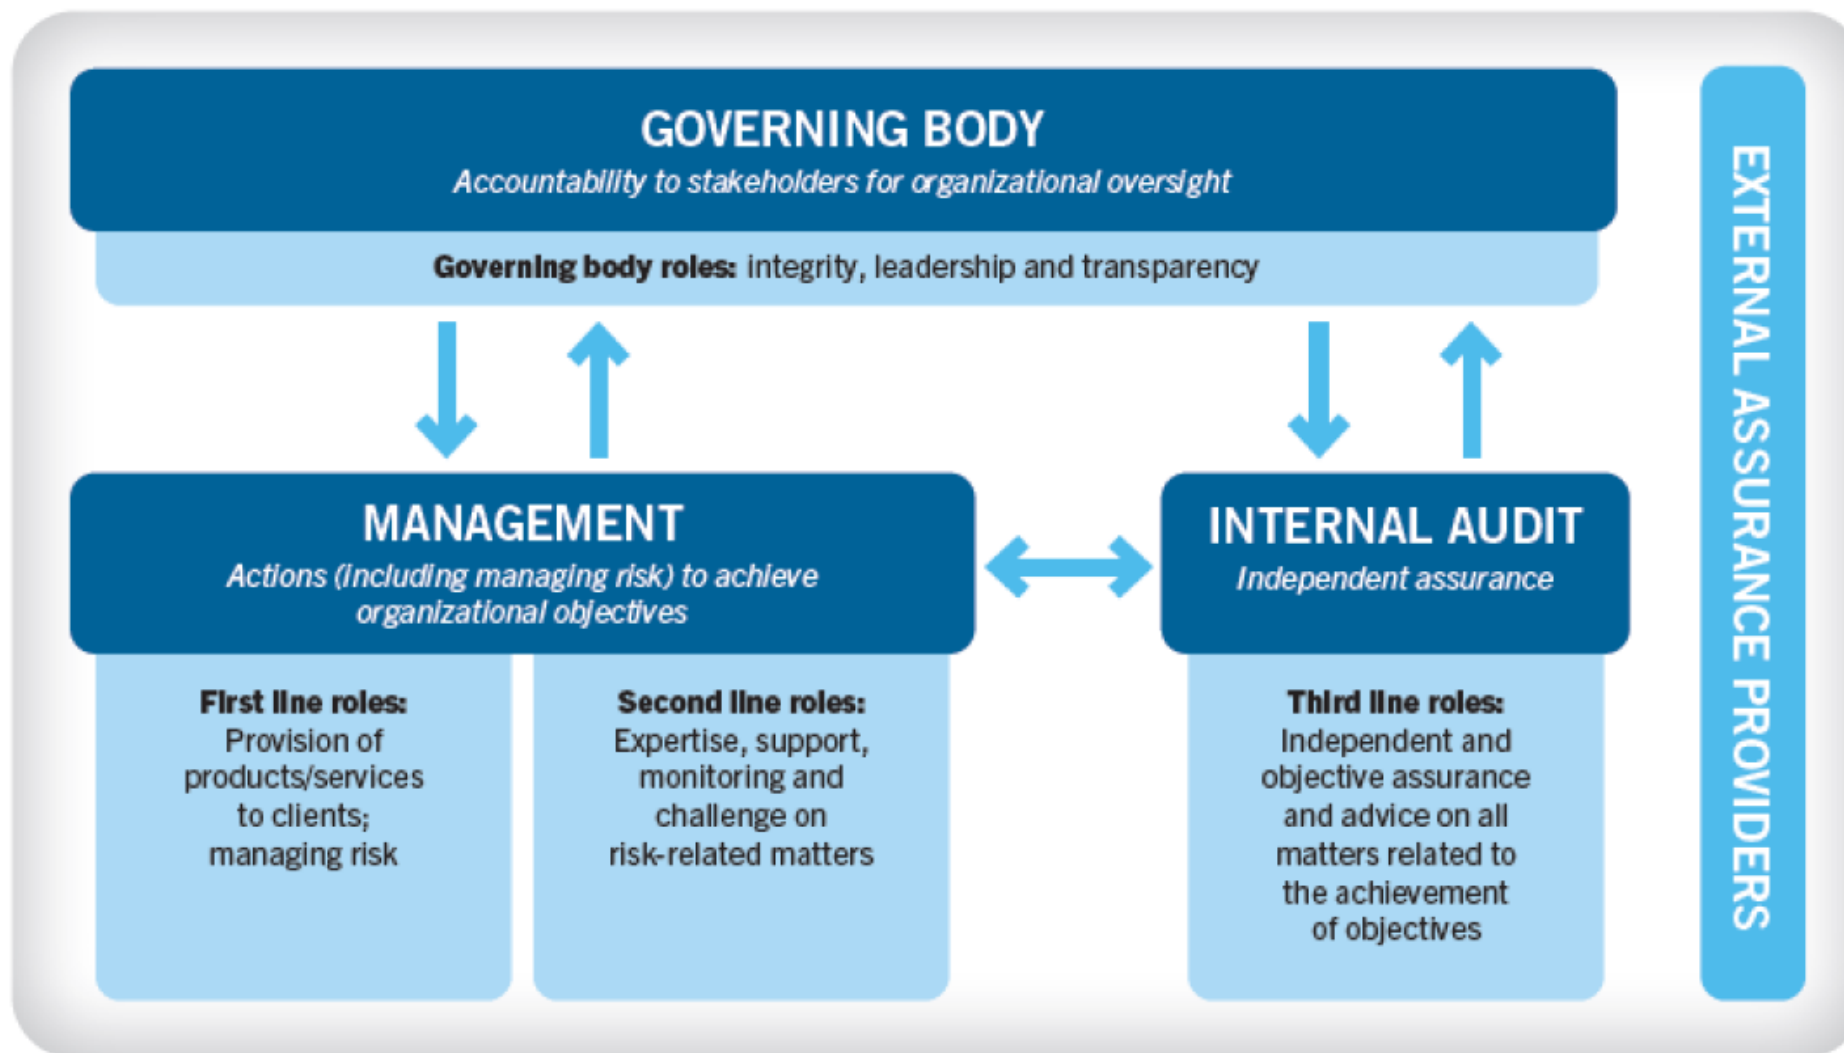 GOVERNING BODY
Accountability to stakeholders for organizational oversight
Governing body roles: integrity, leadership and transparency
MANAGEMENT
Actions (including managing risk) to achieve
organizational objectives
First line roles:
Provision of
products/services
to clients;
managing risk
Second line roles:
Expertise, support,
monitoring and
challenge on
risk-related matters
INTERNAL AUDIT
Independent assurance
Third line roles:
Independent and
objective assurance
and advice on all
matters related to
the achievement
of objectives
EXTERNAL ASSURANCE PROVIDERS